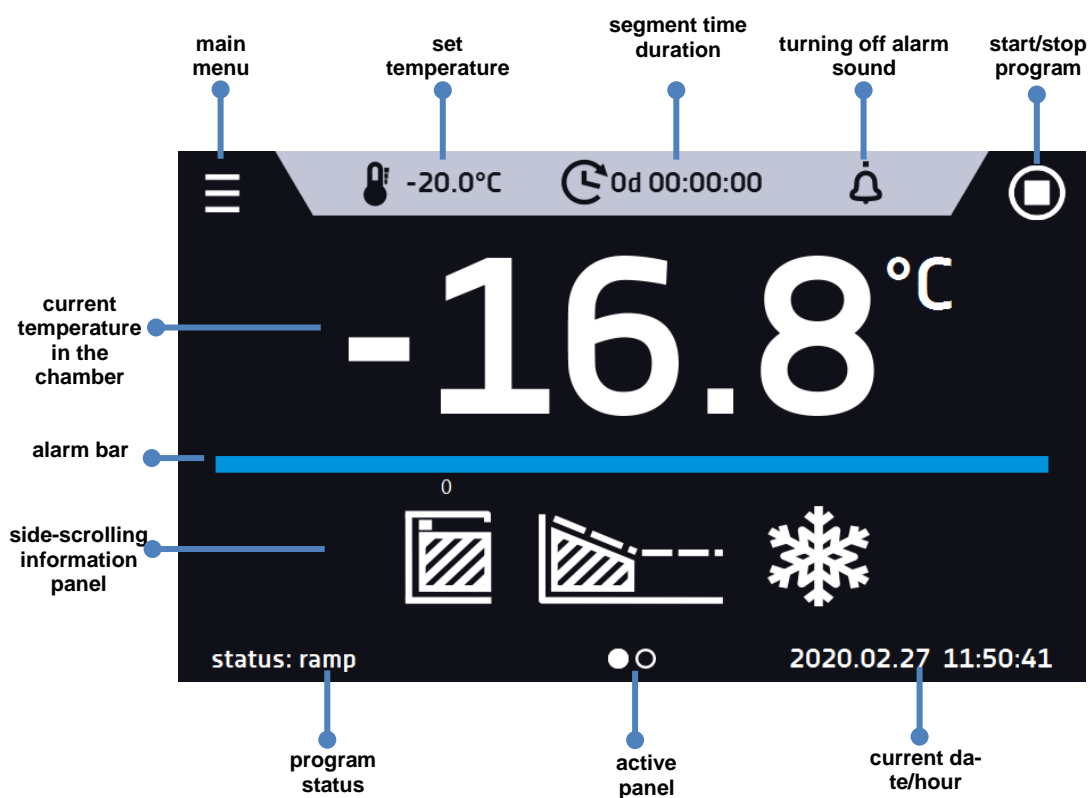 main
menu
set
temperature
segment time
duration
turning off alarm
sound
start/stop
program
-20.0°C
0d 00:00:00
-16.8 °C
current
temperature
in the
chamber
alarm bar
0
side-scrolling
information
panel
status: ramp
2020.02.27 11:50:41
program
status
active
panel
current da-
te/hour